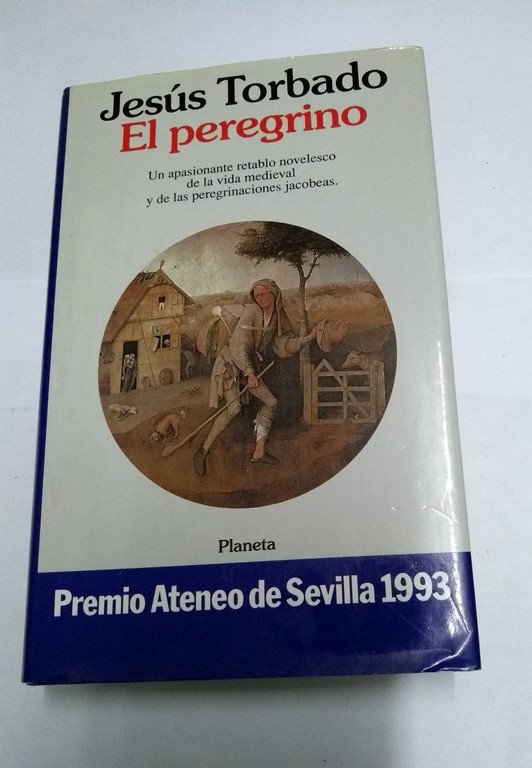 Jesús Torbado
El peregrino
Un apasionante retablo novelesco
de la vida medieval
y de las peregrinaciones jacobeas.
Planeta
Premio Ateneo de Sevilla 1993